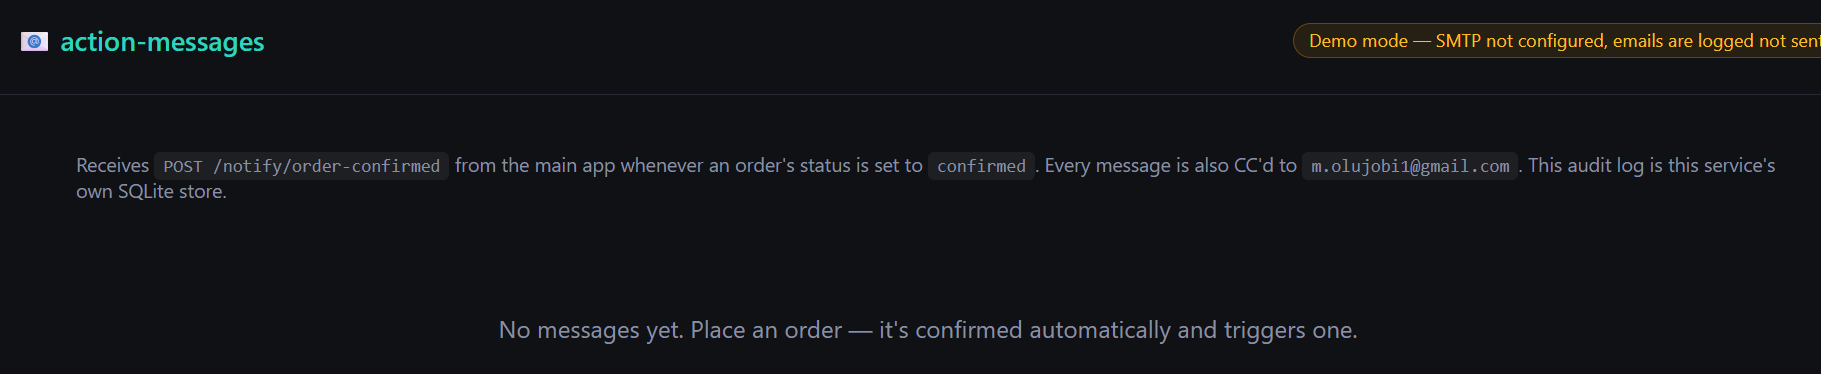 action-messages
Demo mode — SMTP not configured, emails are logged not sent
Receives POST /notify/order-confirmed from the main app whenever an order's status is set to confirmed. Every message is also CC'd to m.olujobi1@gmail.com. This audit log is this service's
own SQLite store.
No messages yet. Place an order — it's confirmed automatically and triggers one.